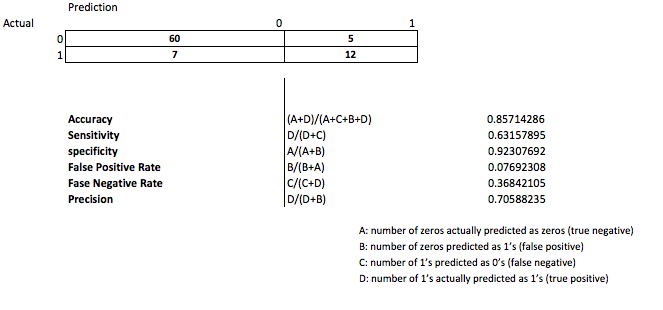 Prediction
Actual 0 1
0 60 5
1 7 12
Accuracy (A+D)/(A+C+B+D) 0.85714286
Sensitivity D/(D+C) 0.63157895
specificity A/(A+B) 0.92307692
False Positive Rate B/(B+A) 0.07692308
Fase Negative Rate C/(C+D) 0.36842105
Precision D/(D+B) 0.70588235
A: number of zeros actually predicted as zeros (true negative)
B: number of zeros predicted as 1's (false positive)
C: number of 1's predicted as 0's (false negative)
D: number of 1's actually predicted as 1's (true positive)